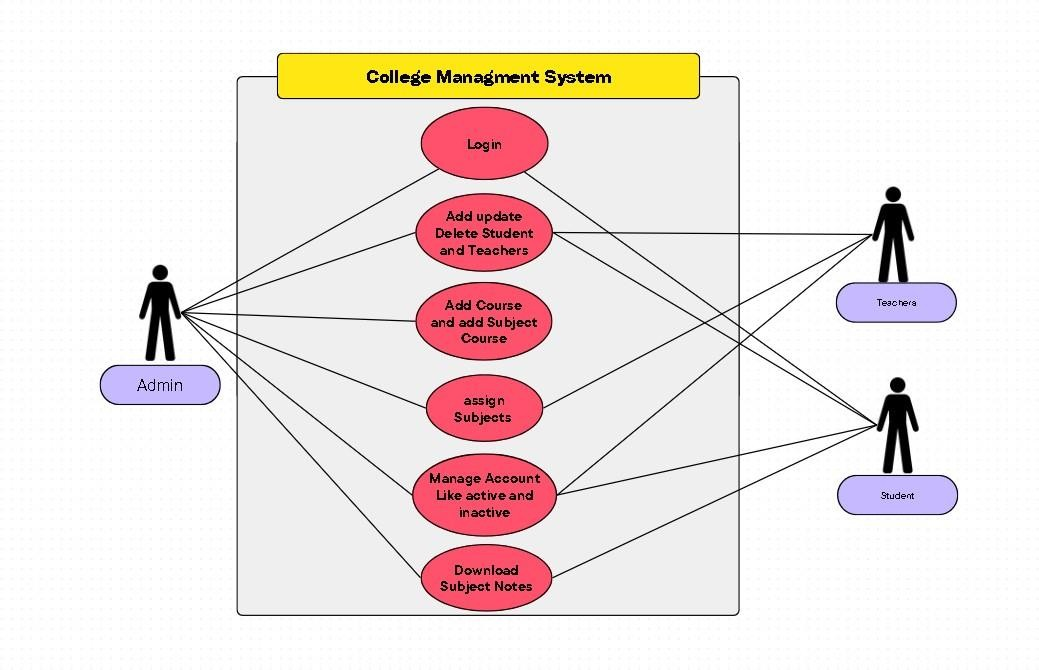 College Managment System
Login
Add update
Delete Student
and Teachers
Add Course
and add Subject
Course
assign
Subjects
Manage Account
Like active and
inactive
Download
Subject Notes
Admin
Teachers
Student